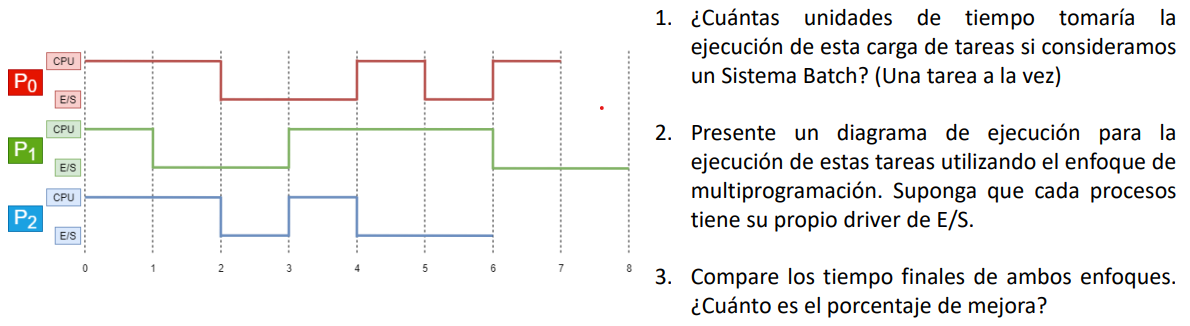 P0
CPU
E/S
P1
CPU
E/S
P2
CPU
E/S
0 1 2 3 4 5 6 7 8
1. ¿Cuántas unidades de tiempo tomaría la
ejecución de esta carga de tareas si consideramos
un Sistema Batch? (Una tarea a la vez)
2. Presente un diagrama de ejecución para la
ejecución de estas tareas utilizando el enfoque de
multiprogramación. Suponga que cada procesos
tiene su propio driver de E/S.
3. Compare los tiempo finales de ambos enfoques.
¿Cuánto es el porcentaje de mejora?